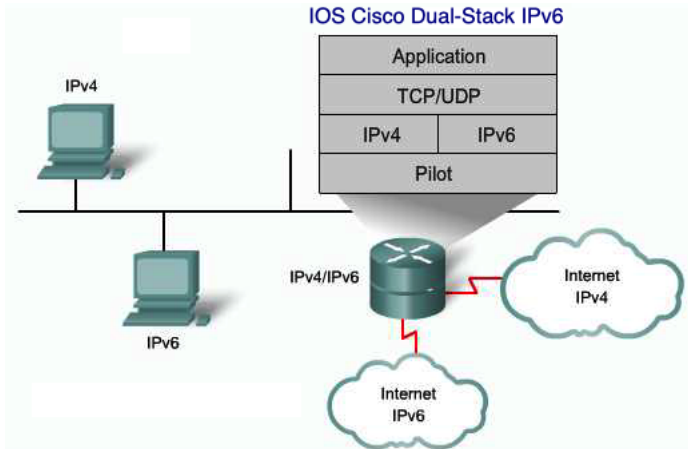 IOS Cisco Dual-Stack IPv6
Application
TCP/UDP
IPv4 IPv6
Pilot
IPv4
IPv6
IPv4/IPv6
Internet
IPv4
Internet
IPv6